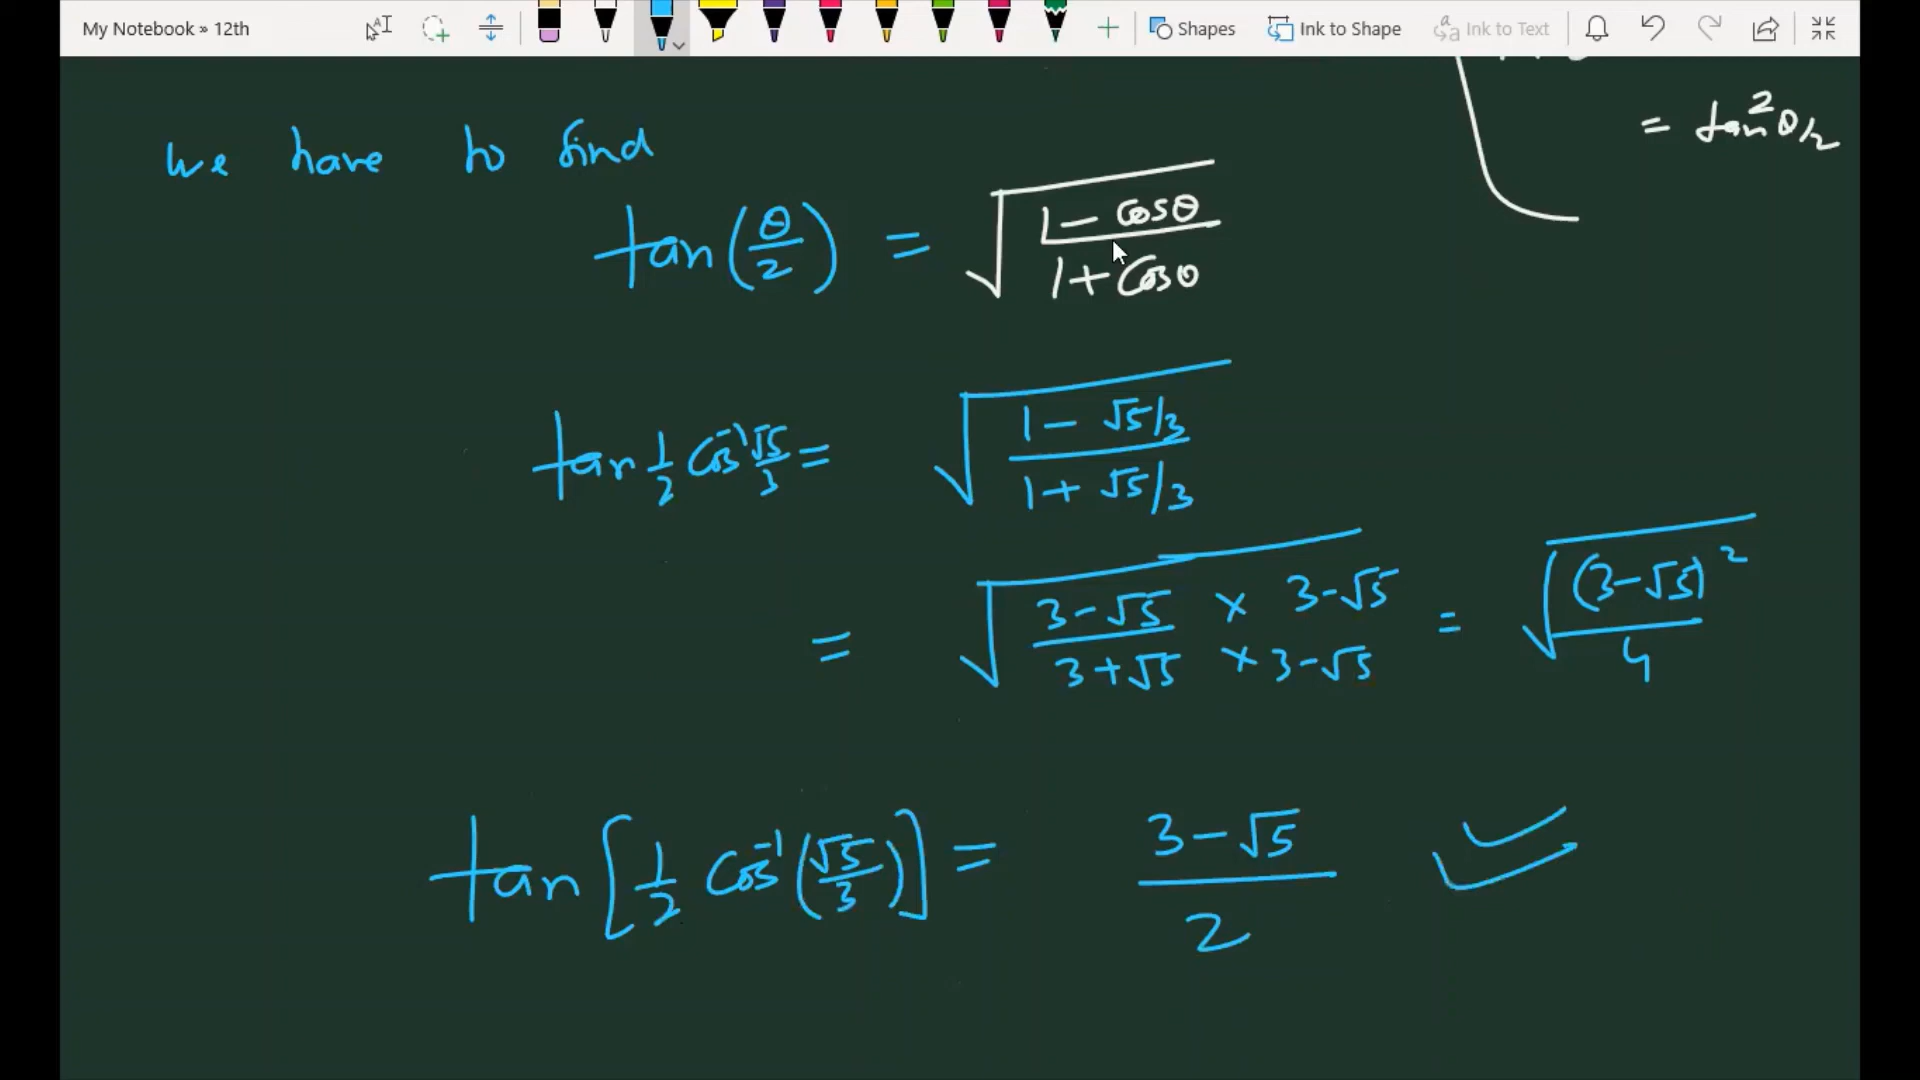 My Notebook » 12th
Shapes
Ink to Shape
Ink to Text
= tan²θ/2
We have to find
tan(θ/2) = √((1 - cosθ)/(1 + cosθ))
tan 1/2 cos⁻¹ √5/3 = √((1 - √5/3)/(1 + √5/3))
= √((3-√5)/(3+√5) × 3-√5 / × 3-√5) = √((3-√5)²/4)
tan[1/2 cos⁻¹(√5/3)] = (3-√5)/2